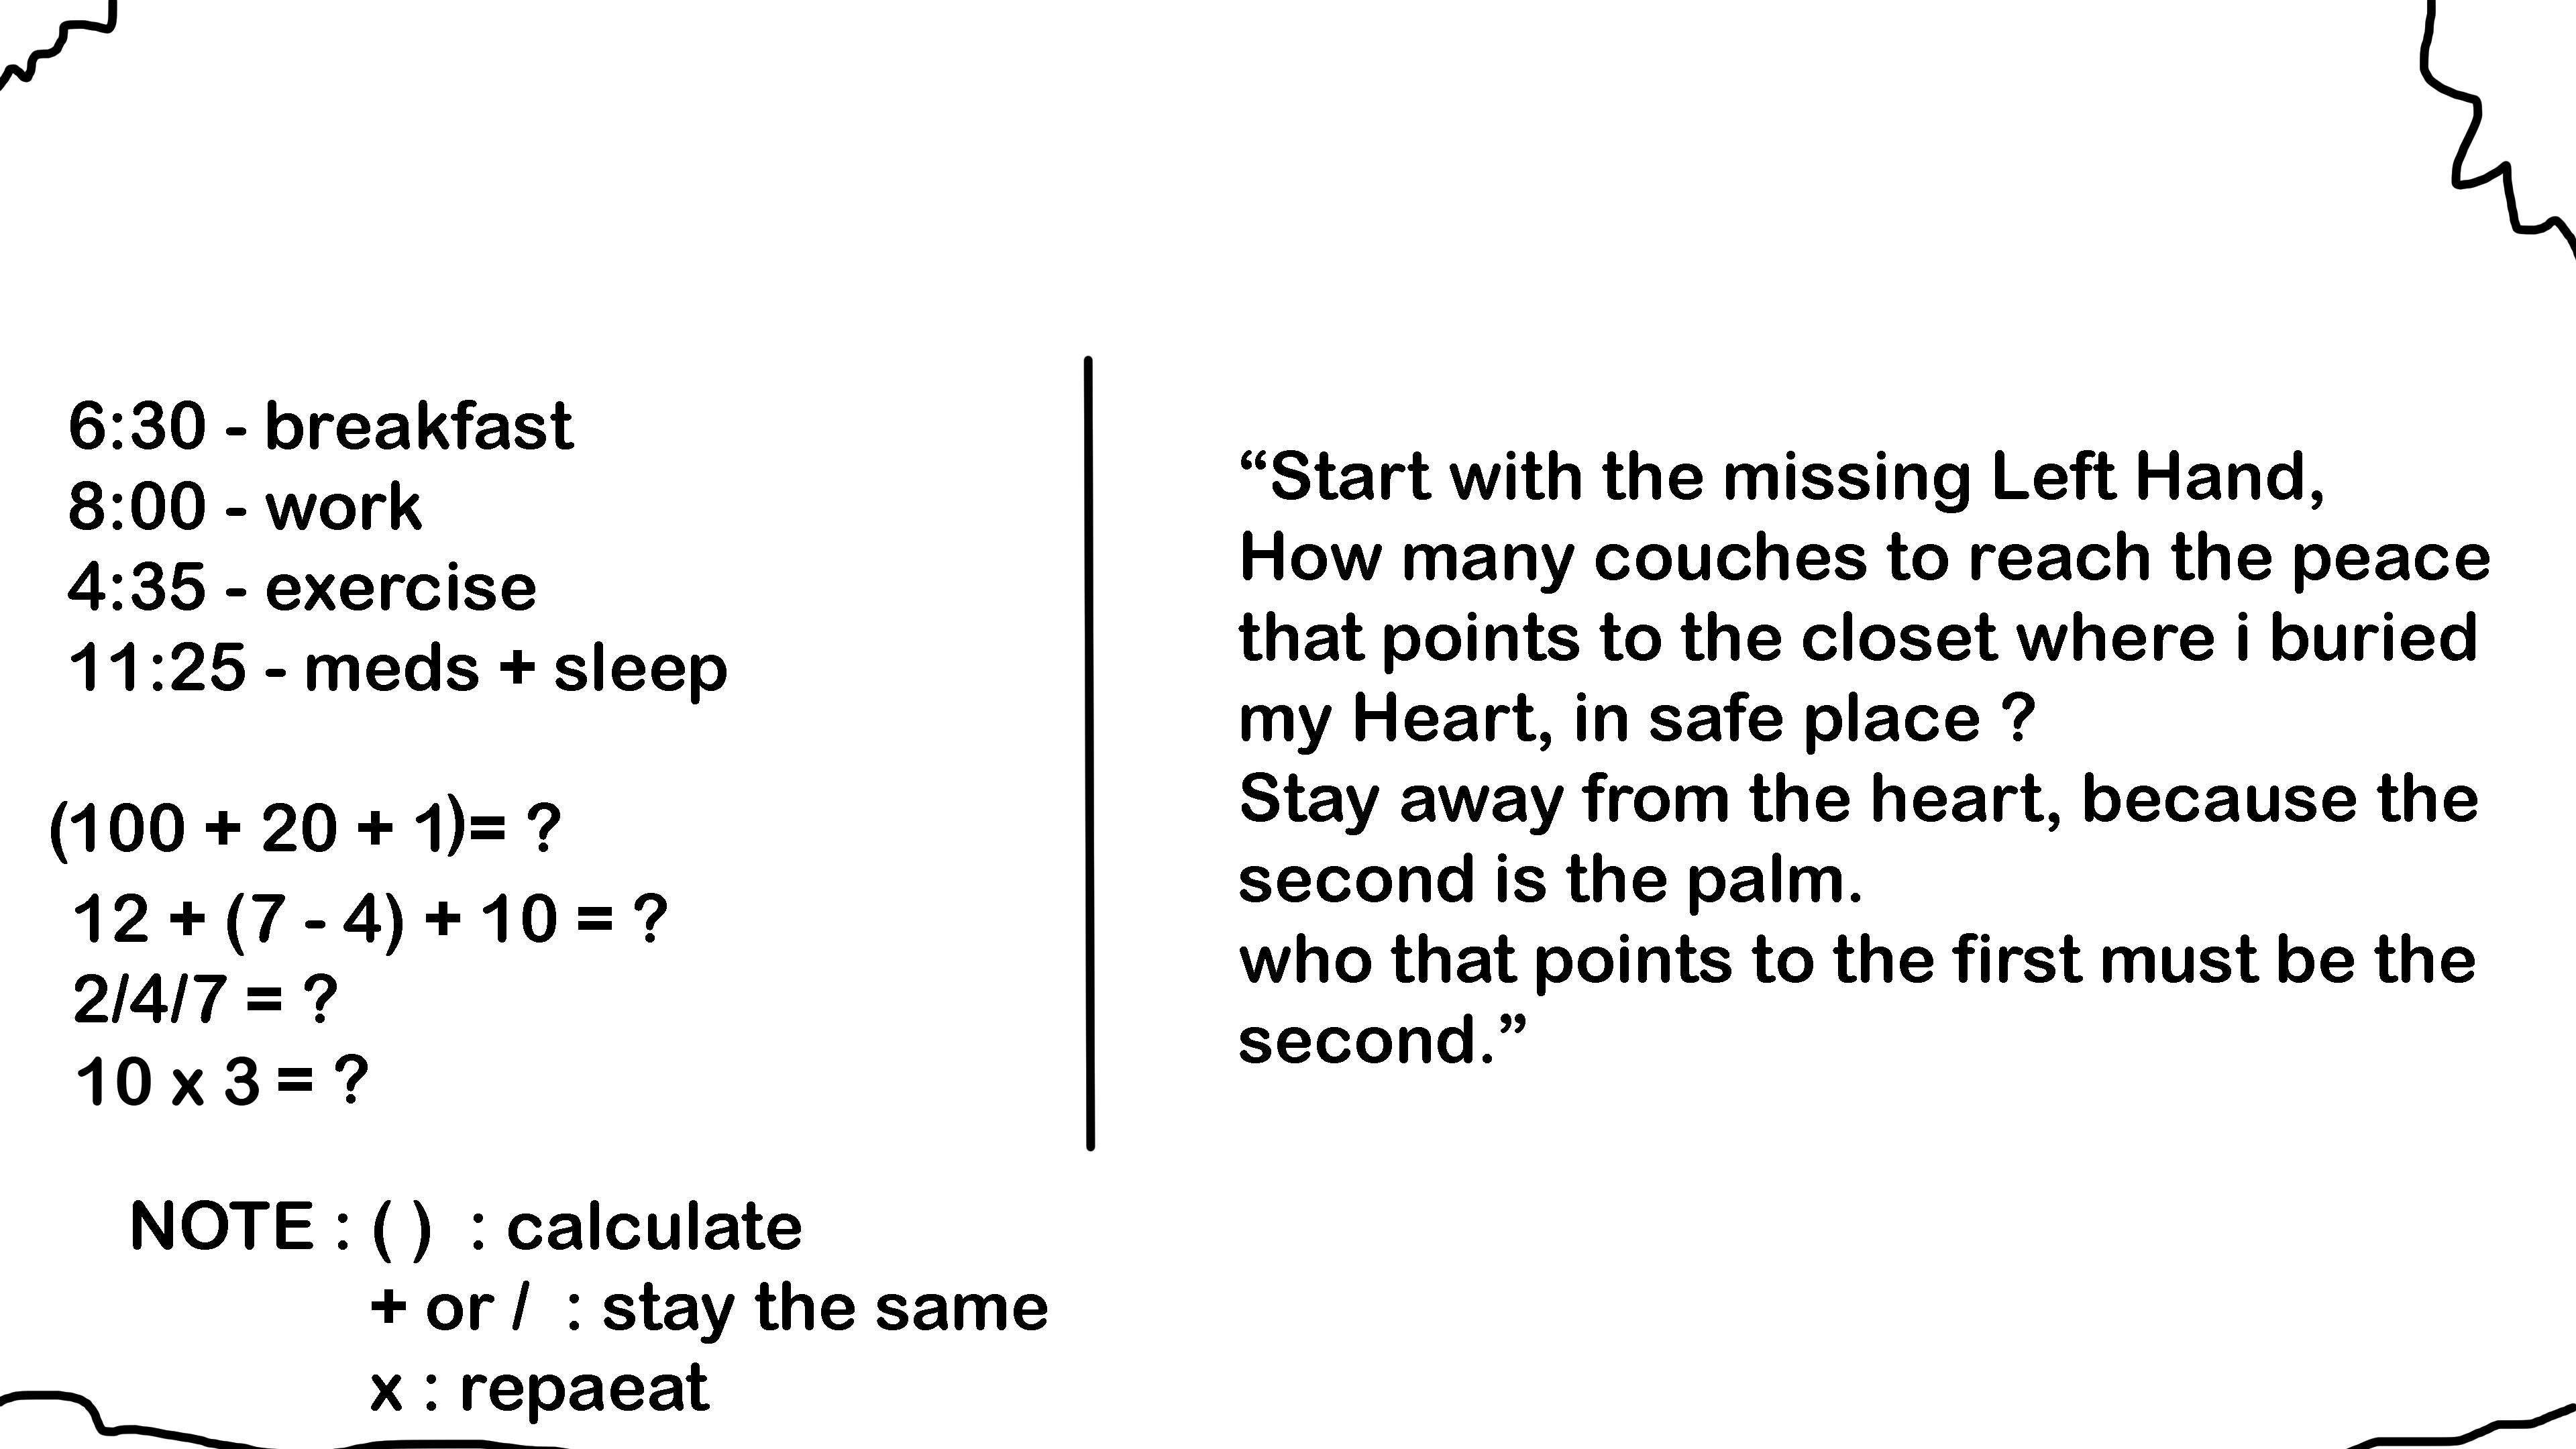 6:30 - breakfast
8:00 - work
4:35 - exercise
11:25 - meds + sleep
(100 + 20 + 1)= ?
12 + (7 - 4) + 10 = ?
2/4/7 = ?
10 x 3 = ?
NOTE : ( ) : calculate
+ or / : stay the same
x : repaeat
“Start with the missing Left Hand,
How many couches to reach the peace
that points to the closet where i buried
my Heart, in safe place ?
Stay away from the heart, because the
second is the palm.
who that points to the first must be the
second.”